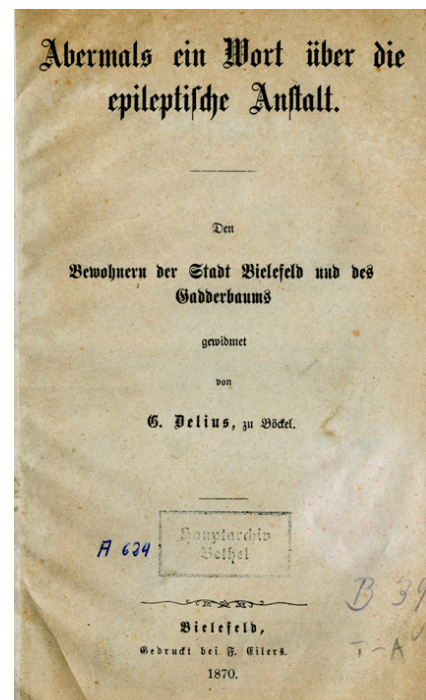 Abermals ein Wort über die
epileptiſche Anſtalt.
Den
Bewohnern der Stadt Bielefeld und des
Gadderbaums
gewidmet
von
G. Delius, zu Böckel.
Hauptarchiv
Bethel
A 624
B 39
T-A
Bielefeld,
Gedruckt bei F. Eilers.
1870.